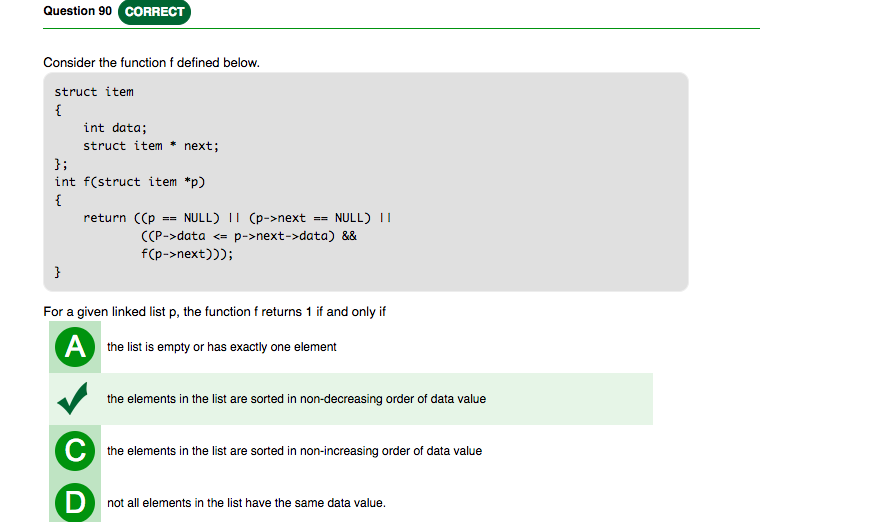 Question 90 CORRECT
Consider the function f defined below.
struct item
{
    int data;
    struct item * next;
};
int f(struct item *p)
{
    return ((p == NULL) || (p->next == NULL) ||
            ((P->data <= p->next->data) &&
            f(p->next)));
}
For a given linked list p, the function f returns 1 if and only if
A the list is empty or has exactly one element
the elements in the list are sorted in non-decreasing order of data value
C the elements in the list are sorted in non-increasing order of data value
D not all elements in the list have the same data value.